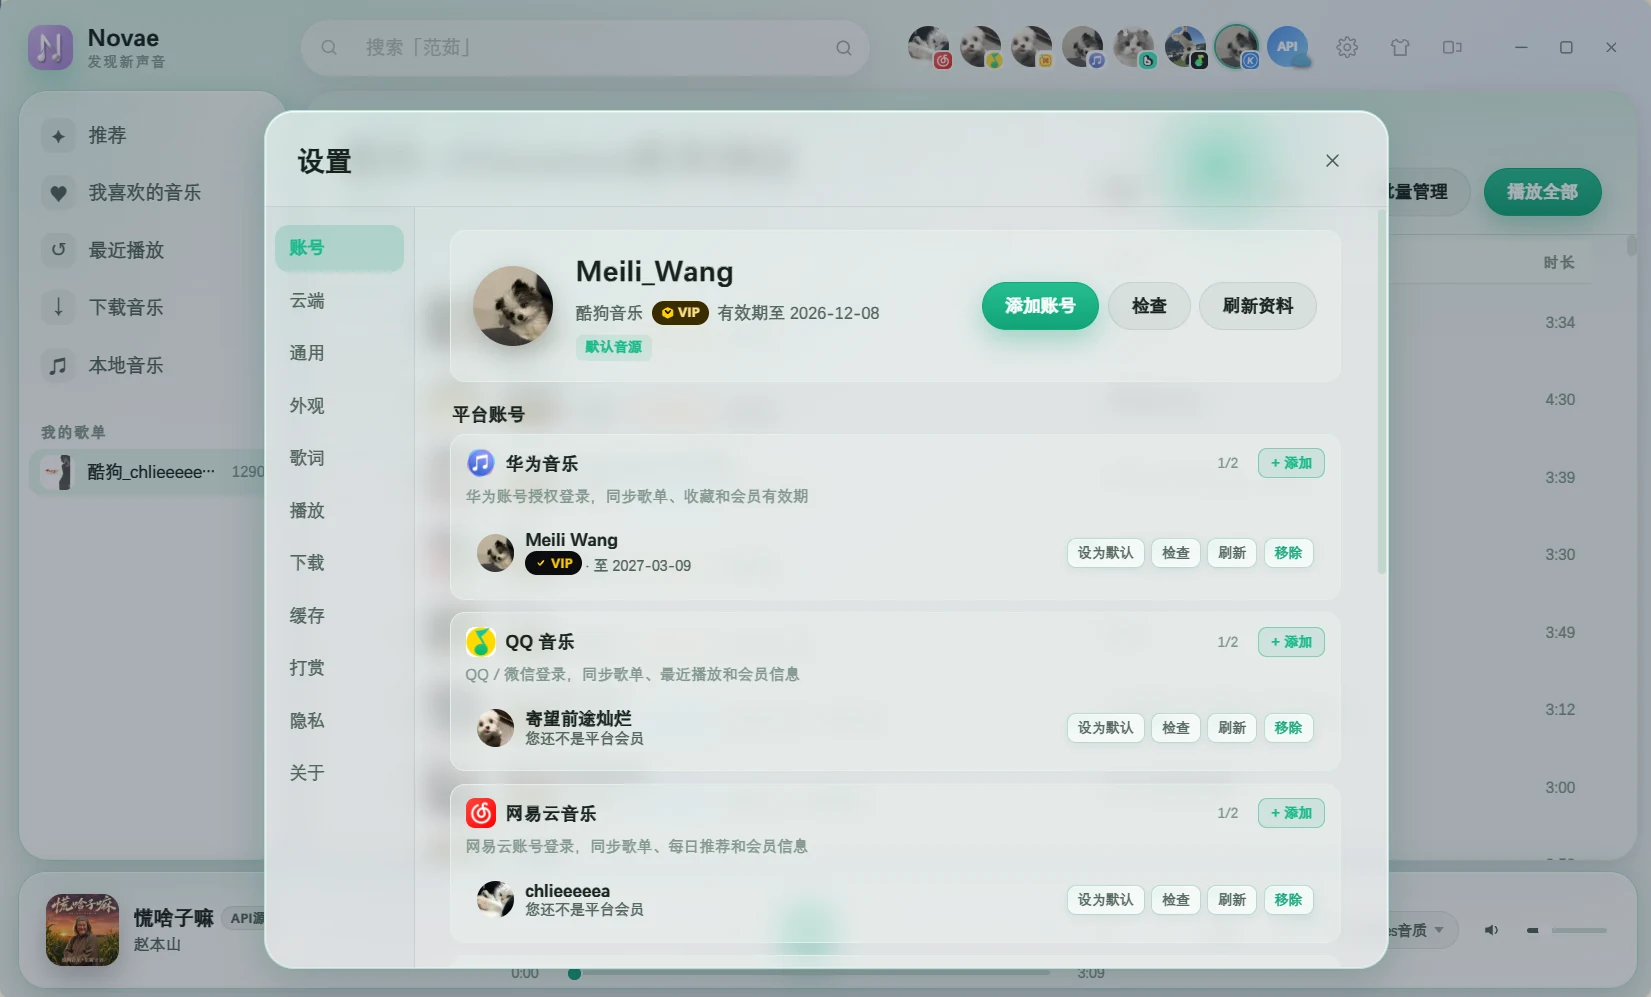 Novae
发现新声音
搜索「范茹」
API
推荐
我喜欢的音乐
最近播放
下载音乐
本地音乐
我的歌单
酷狗_chlieeeee… 1290
批量管理
播放全部
时长
3:34
4:30
3:39
3:30
3:49
3:12
3:00
设置
账号
云端
通用
外观
歌词
播放
下载
缓存
打赏
隐私
关于
Meili_Wang
酷狗音乐 VIP 有效期至 2026-12-08
默认音源
添加账号 检查 刷新资料
平台账号
华为音乐 1/2 + 添加
华为账号授权登录，同步歌单、收藏和会员有效期
Meili Wang
VIP · 至 2027-03-09
设为默认 检查 刷新 移除
QQ 音乐 1/2 + 添加
QQ / 微信登录，同步歌单、最近播放和会员信息
寄望前途灿烂
您还不是平台会员
设为默认 检查 刷新 移除
网易云音乐 1/2 + 添加
网易云账号登录，同步歌单、每日推荐和会员信息
chlieeeeea
您还不是平台会员
设为默认 检查 刷新 移除
慌啥子嘛
慌啥子嘛 API源
赵本山
0:00 3:09
es音质